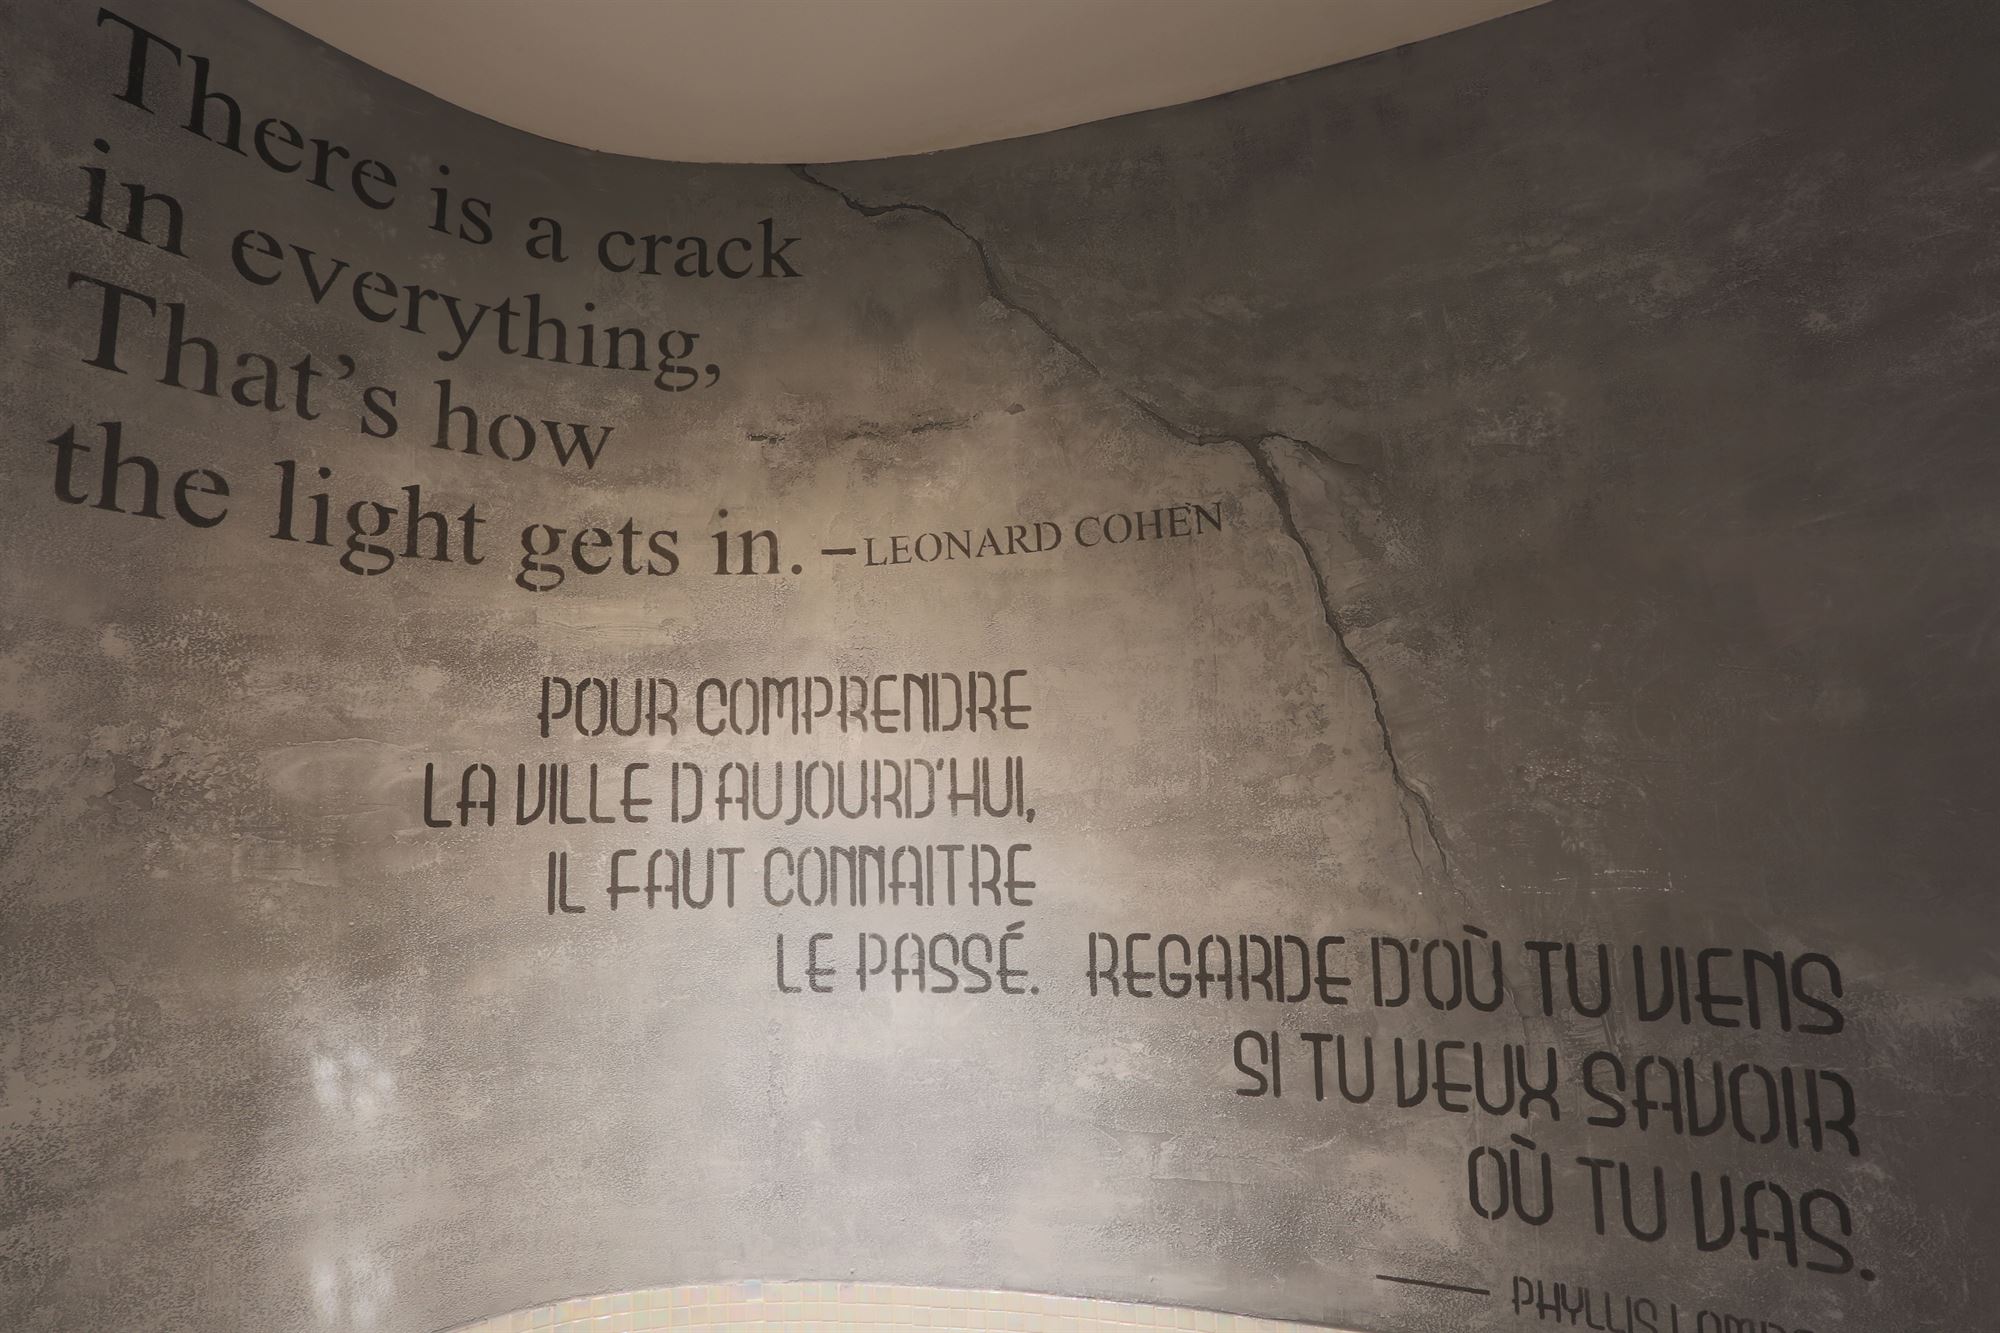 There is a crack
in everything,
That's how
the light gets in. —LEONARD COHEN
POUR COMPRENDRE
LA VILLE D'AUJOURD'HUI,
IL FAUT CONNAITRE
LE PASSÉ.
REGARDE D'OÙ TU VIENS
SI TU VEUX SAVOIR
OÙ TU VAS.
— PHYLLIS